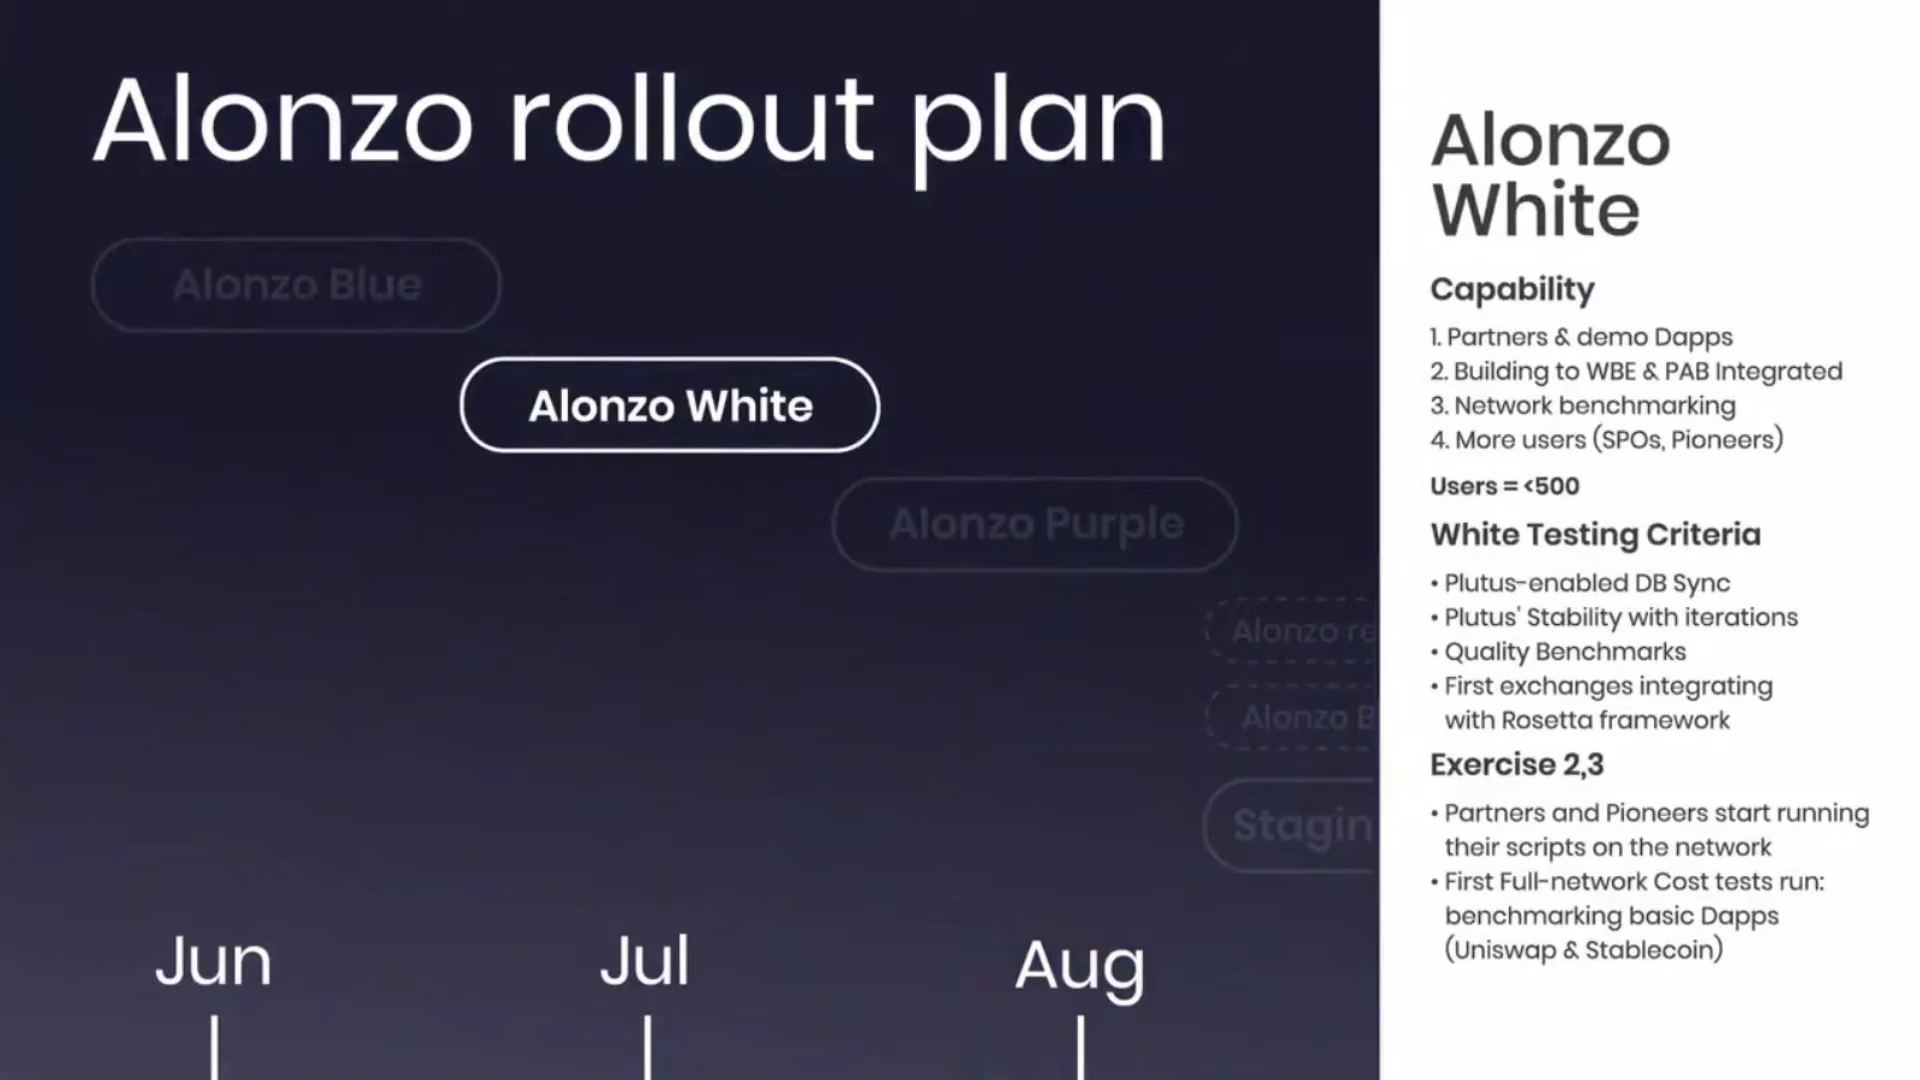 Alonzo rollout plan
Alonzo Blue
Alonzo White
Alonzo Purple
Alonzo
Alonzo
Jun
Jul
Aug
Alonzo
White
Capability
1. Partners & demo Dapps
2. Building to WBE & PAB Integrated
3. Network benchmarking
4. More users (SPOs, Pioneers)
Users = <500
White Testing Criteria
• Plutus-enabled DB Sync
• Plutus' Stability with iterations
• Quality Benchmarks
• First exchanges integrating
with Rosetta framework
Exercise 2,3
• Partners and Pioneers start running
their scripts on the network
• First Full-network Cost tests run:
benchmarking basic Dapps
(Uniswap & Stablecoin)